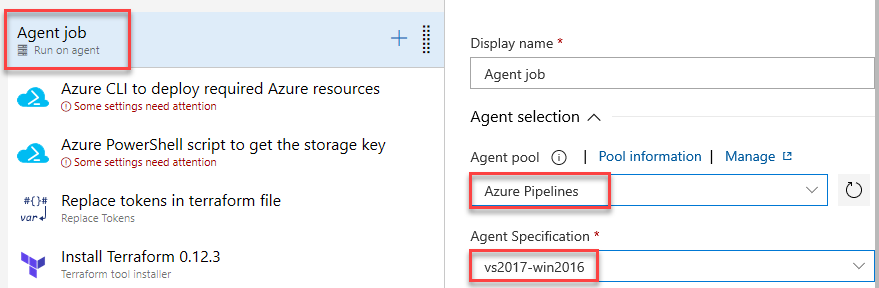 Agent job
Run on agent
Azure CLI to deploy required Azure resources
Some settings need attention
Azure PowerShell script to get the storage key
Some settings need attention
#{}#
var
Replace tokens in terraform file
Replace Tokens
Install Terraform 0.12.3
Terraform tool installer
Display name *
Agent job
Agent selection
Agent pool | Pool information | Manage
Azure Pipelines
Agent Specification *
vs2017-win2016